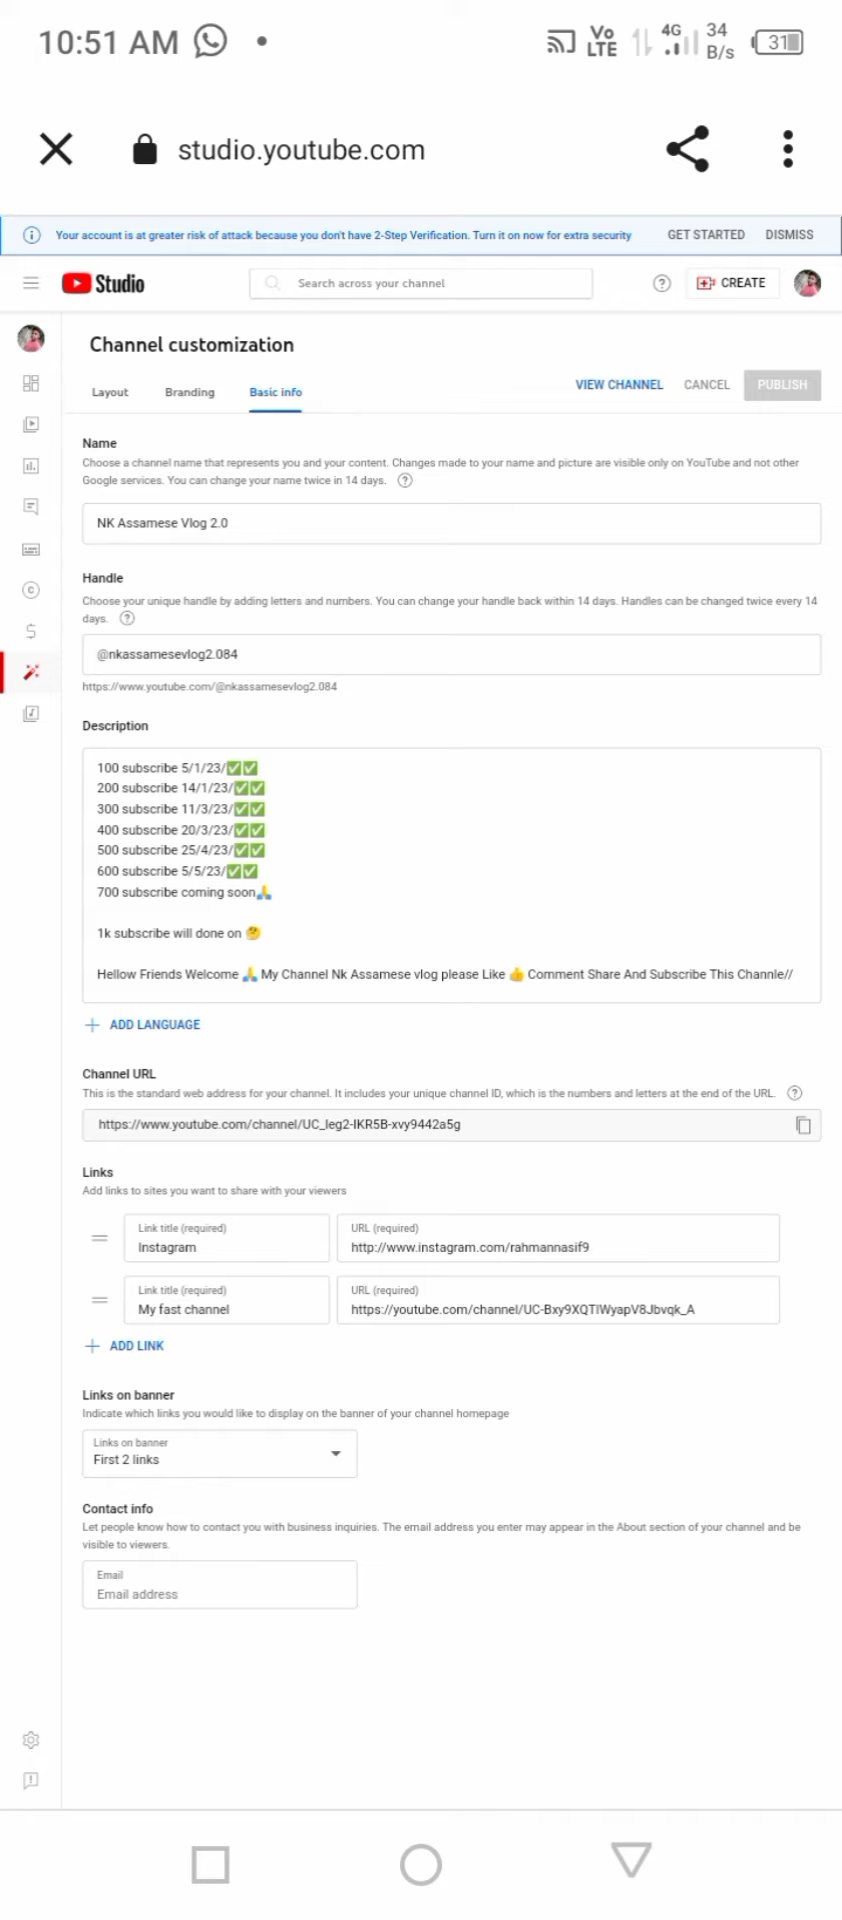 10:51 AM
Vo
LTE
4G
34
B/s
31
studio.youtube.com
Your account is at greater risk of attack because you don't have 2-Step Verification. Turn it on now for extra security
GET STARTED
DISMISS
Studio
Search across your channel
CREATE
Channel customization
Layout
Branding
Basic info
VIEW CHANNEL
CANCEL
PUBLISH
Name
Choose a channel name that represents you and your content. Changes made to your name and picture are visible only on YouTube and not other
Google services. You can change your name twice in 14 days.
NK Assamese Vlog 2.0
Handle
Choose your unique handle by adding letters and numbers. You can change your handle back within 14 days. Handles can be changed twice every 14
days.
@nkassamesevlog2.084
https://www.youtube.com/@nkassamesevlog2.084
Description
100 subscribe 5/1/23/✅✅
200 subscribe 14/1/23/✅✅
300 subscribe 11/3/23/✅✅
400 subscribe 20/3/23/✅✅
500 subscribe 25/4/23/✅✅
600 subscribe 5/5/23/✅✅
700 subscribe coming soon🙏
1k subscribe will done on 🤔
Hellow Friends Welcome 🙏 My Channel Nk Assamese vlog please Like 👍 Comment Share And Subscribe This Channle//
ADD LANGUAGE
Channel URL
This is the standard web address for your channel. It includes your unique channel ID, which is the numbers and letters at the end of the URL.
https://www.youtube.com/channel/UC_leg2-IKR5B-xvy9442a5g
Links
Add links to sites you want to share with your viewers
Link title (required)
Instagram
URL (required)
http://www.instagram.com/rahmannasif9
Link title (required)
My fast channel
URL (required)
https://youtube.com/channel/UC-Bxy9XQTIWyapV8Jbvqk_A
ADD LINK
Links on banner
Indicate which links you would like to display on the banner of your channel homepage
Links on banner
First 2 links
Contact info
Let people know how to contact you with business inquiries. The email address you enter may appear in the About section of your channel and be
visible to viewers.
Email
Email address